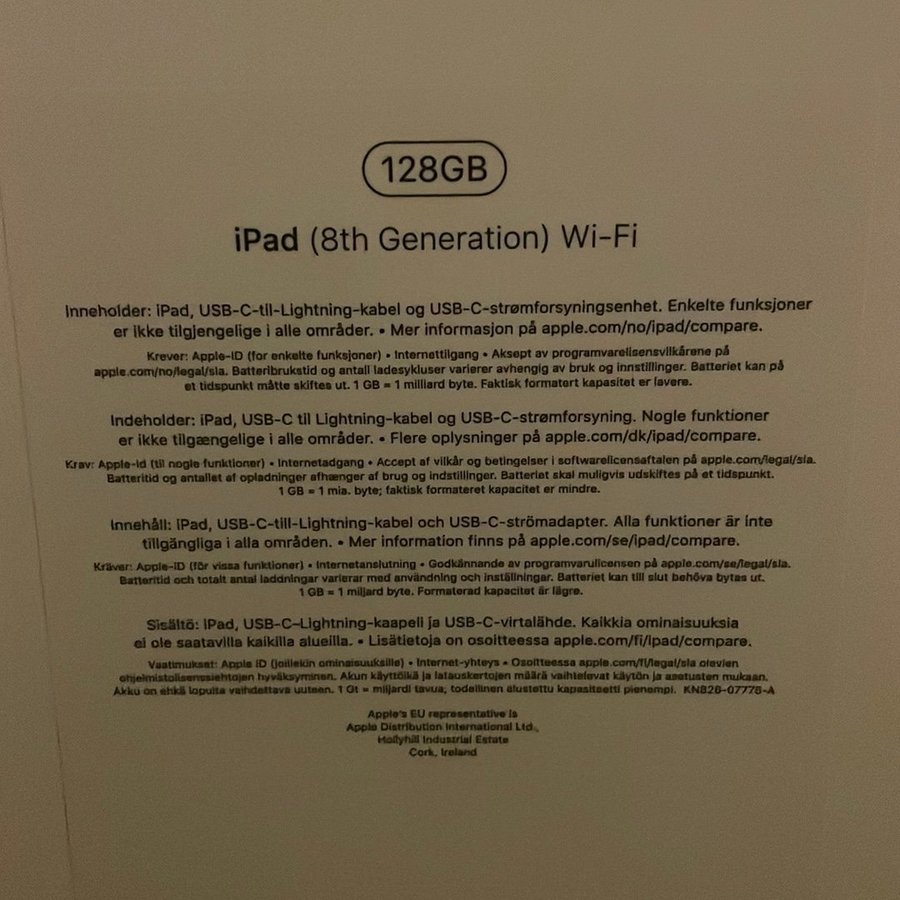 128GB
iPad (8th Generation) Wi-Fi
Inneholder: iPad, USB-C-til-Lightning-kabel og USB-C-strømforsyningsenhet. Enkelte funksjoner
er ikke tilgjengelige i alle områder. • Mer informasjon på apple.com/no/ipad/compare.
Krever: Apple-ID (for enkelte funksjoner) • Internettilgang • Aksept av programvarelisensvilkårene på
apple.com/no/legal/sla. Batteribrukstid og antall ladesykluser varierer avhengig av bruk og innstillinger. Batteriet kan på
et tidspunkt måtte skiftes ut. 1 GB = 1 milliard byte. Faktisk formatert kapasitet er lavere.
Indeholder: iPad, USB-C til Lightning-kabel og USB-C-strømforsyning. Nogle funktioner
er ikke tilgængelige i alle områder. • Flere oplysninger på apple.com/dk/ipad/compare.
Krav: Apple-id (til nogle funktioner) • Internetadgang • Accept af vilkår og betingelser i softwarelicensaftalen på apple.com/legal/sla.
Batteritid og antallet af opladninger afhænger af brug og indstillinger. Batteriet skal muligvis udskiftes på et tidspunkt.
1 GB = 1 mia. byte; faktisk formateret kapacitet er mindre.
Innehåll: iPad, USB-C-till-Lightning-kabel och USB-C-strömadapter. Alla funktioner är inte
tillgängliga i alla områden. • Mer information finns på apple.com/se/ipad/compare.
Kräver: Apple-ID (för vissa funktioner) • Internetanslutning • Godkännande av programvarulicensen på apple.com/se/legal/sla.
Batteritid och totalt antal laddningar varierar med användning och inställningar. Batteriet kan till slut behöva bytas ut.
1 GB = 1 miljard byte. Formaterad kapacitet är lägre.
Sisältö: iPad, USB-C–Lightning-kaapeli ja USB-C-virtalähde. Kaikkia ominaisuuksia
ei ole saatavilla kaikilla alueilla. • Lisätietoja on osoitteessa apple.com/fi/ipad/compare.
Vaatimukset: Apple ID (joillekin ominaisuuksille) • Internet-yhteys • Osoitteessa apple.com/fi/legal/sla olevien
ohjelmistolisenssiehtojen hyväksyminen. Akun käyttöikä ja latauskertojen määrä vaihtelevat käytön ja asetusten mukaan.
Akku on ehkä lopulta vaihdettava uuteen. 1 Gt = miljardi tavua; todellinen alustettu kapasiteetti pienempi. KN826-07775-A
Apple's EU representative is
Apple Distribution International Ltd.,
Hollyhill Industrial Estate
Cork, Ireland